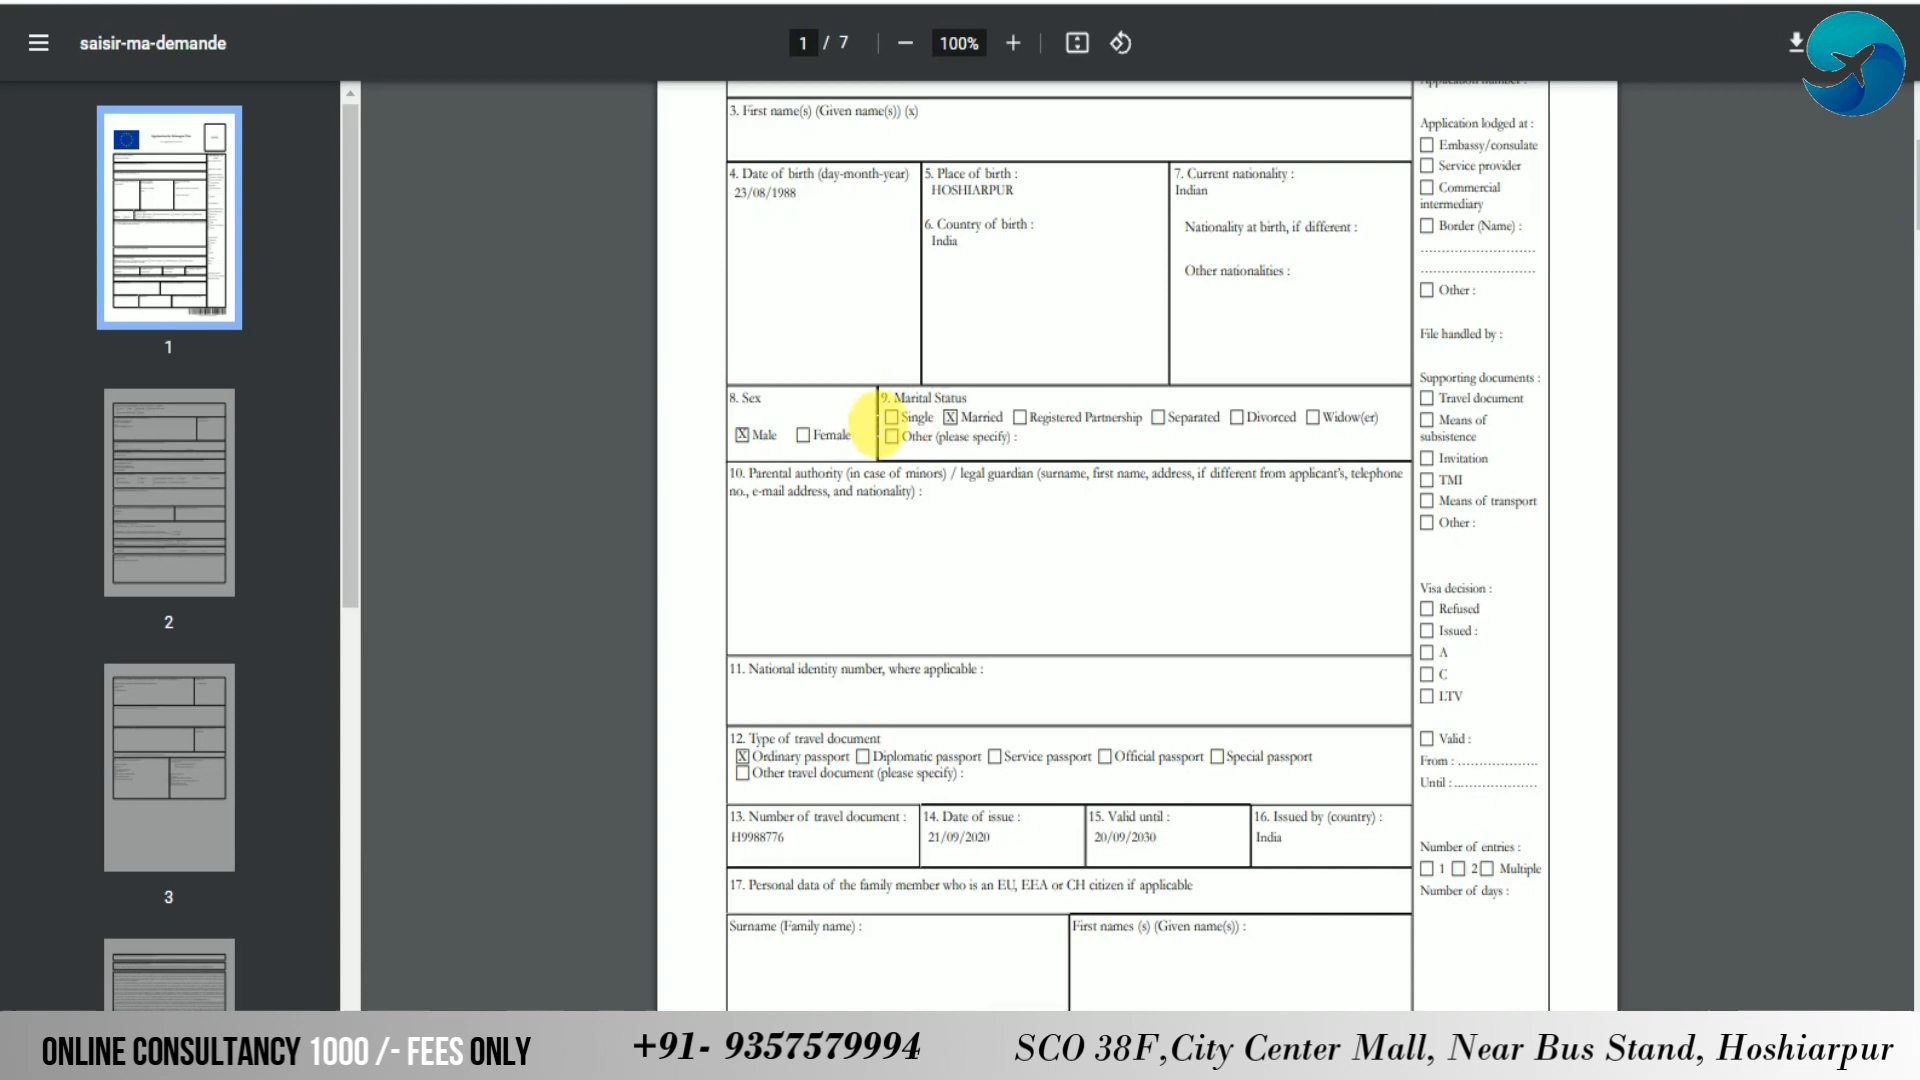 saisir-ma-demande
1 / 7
100%
1
2
3
Application number :
3. First name(s) (Given name(s)) (x)
4. Date of birth (day-month-year)
23/08/1988
5. Place of birth :
HOSHIARPUR
6. Country of birth :
India
7. Current nationality :
Indian
Nationality at birth, if different :
Other nationalities :
8. Sex
X Male
Female
9. Marital Status
Single X Married Registered Partnership Separated Divorced Widow(er)
Other (please specify) :
10. Parental authority (in case of minors) / legal guardian (surname, first name, address, if different from applicant's, telephone
no., e-mail address, and nationality) :
11. National identity number, where applicable :
12. Type of travel document
X Ordinary passport Diplomatic passport Service passport Official passport Special passport
Other travel document (please specify) :
13. Number of travel document :
H9988776
14. Date of issue :
21/09/2020
15. Valid until :
20/09/2030
16. Issued by (country) :
India
17. Personal data of the family member who is an EU, EEA or CH citizen if applicable
Surname (Family name) :
First names (s) (Given name(s)) :
Application lodged at :
Embassy/consulate
Service provider
Commercial
intermediary
Border (Name) :
Other :
File handled by :
Supporting documents :
Travel document
Means of
subsistence
Invitation
TMI
Means of transport
Other :
Visa decision :
Refused
Issued :
A
C
LTV
Valid :
From : ....................
Until : ....................
Number of entries :
1 2 Multiple
Number of days :
ONLINE CONSULTANCY 1000 /- FEES ONLY
+91- 9357579994
SCO 38F,City Center Mall, Near Bus Stand, Hoshiarpur